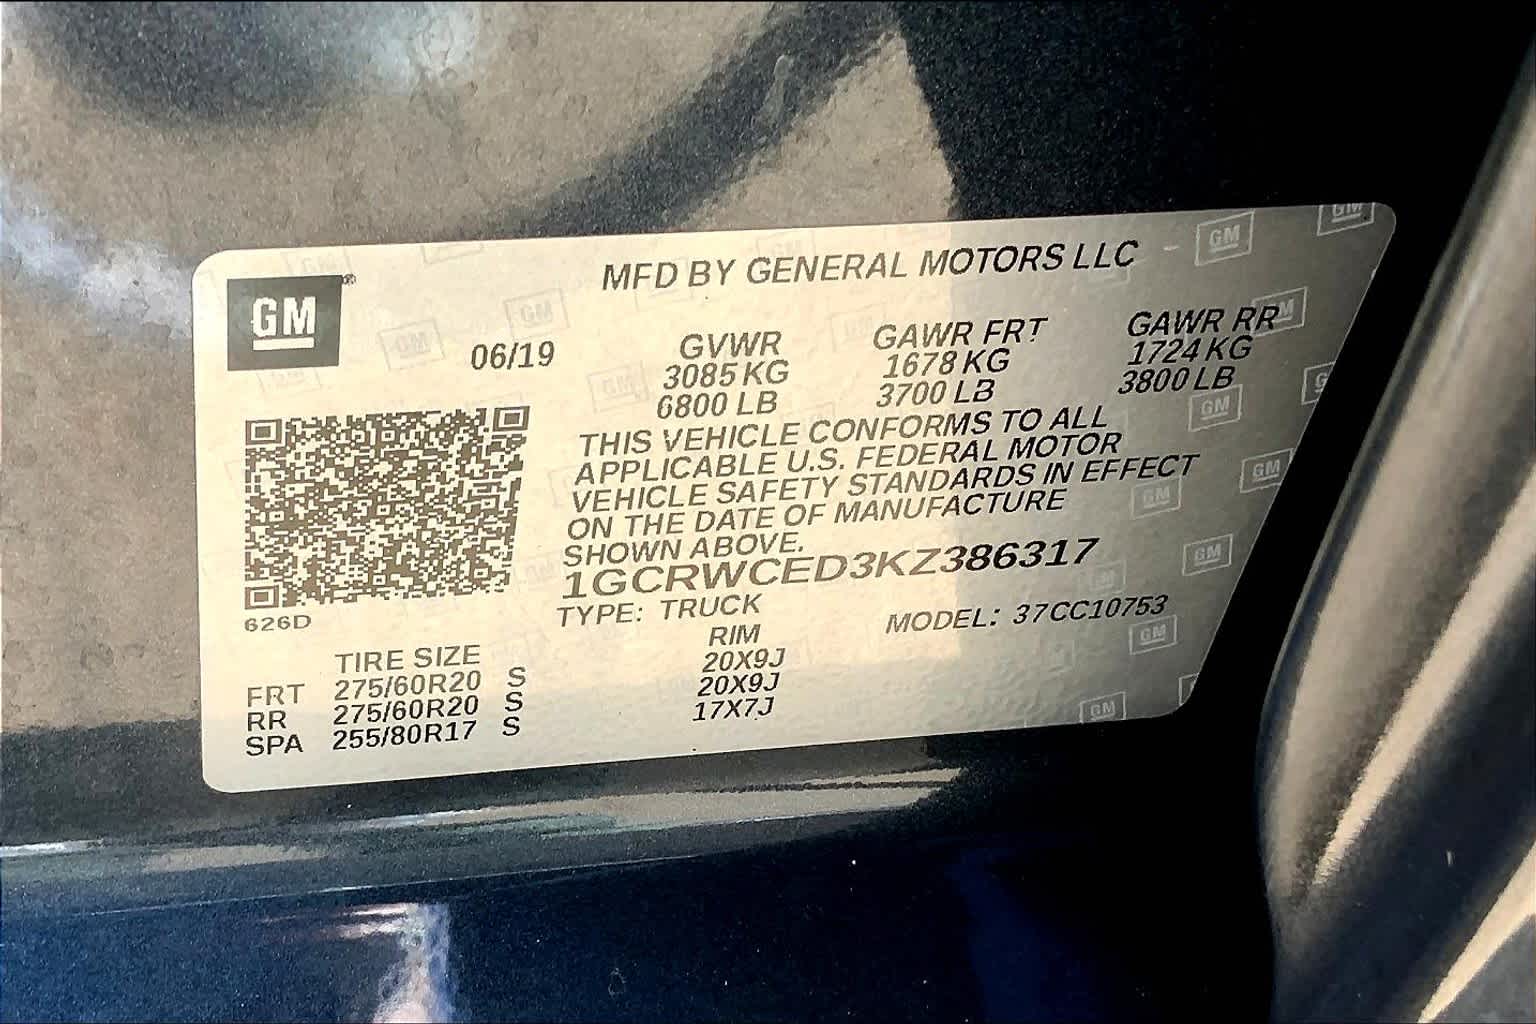 GM
MFD BY GENERAL MOTORS LLC
06/19
GVWR GAWR FRT GAWR RR
3085 KG 1678 KG 1724 KG
6800 LB 3700 LB 3800 LB
THIS VEHICLE CONFORMS TO ALL
APPLICABLE U.S. FEDERAL MOTOR
VEHICLE SAFETY STANDARDS IN EFFECT
ON THE DATE OF MANUFACTURE
SHOWN ABOVE.
1GCRWCED3KZ386317
TYPE: TRUCK MODEL: 37CC10753
626D
TIRE SIZE RIM
FRT 275/60R20 S 20X9J
RR 275/60R20 S 20X9J
SPA 255/80R17 S 17X7J